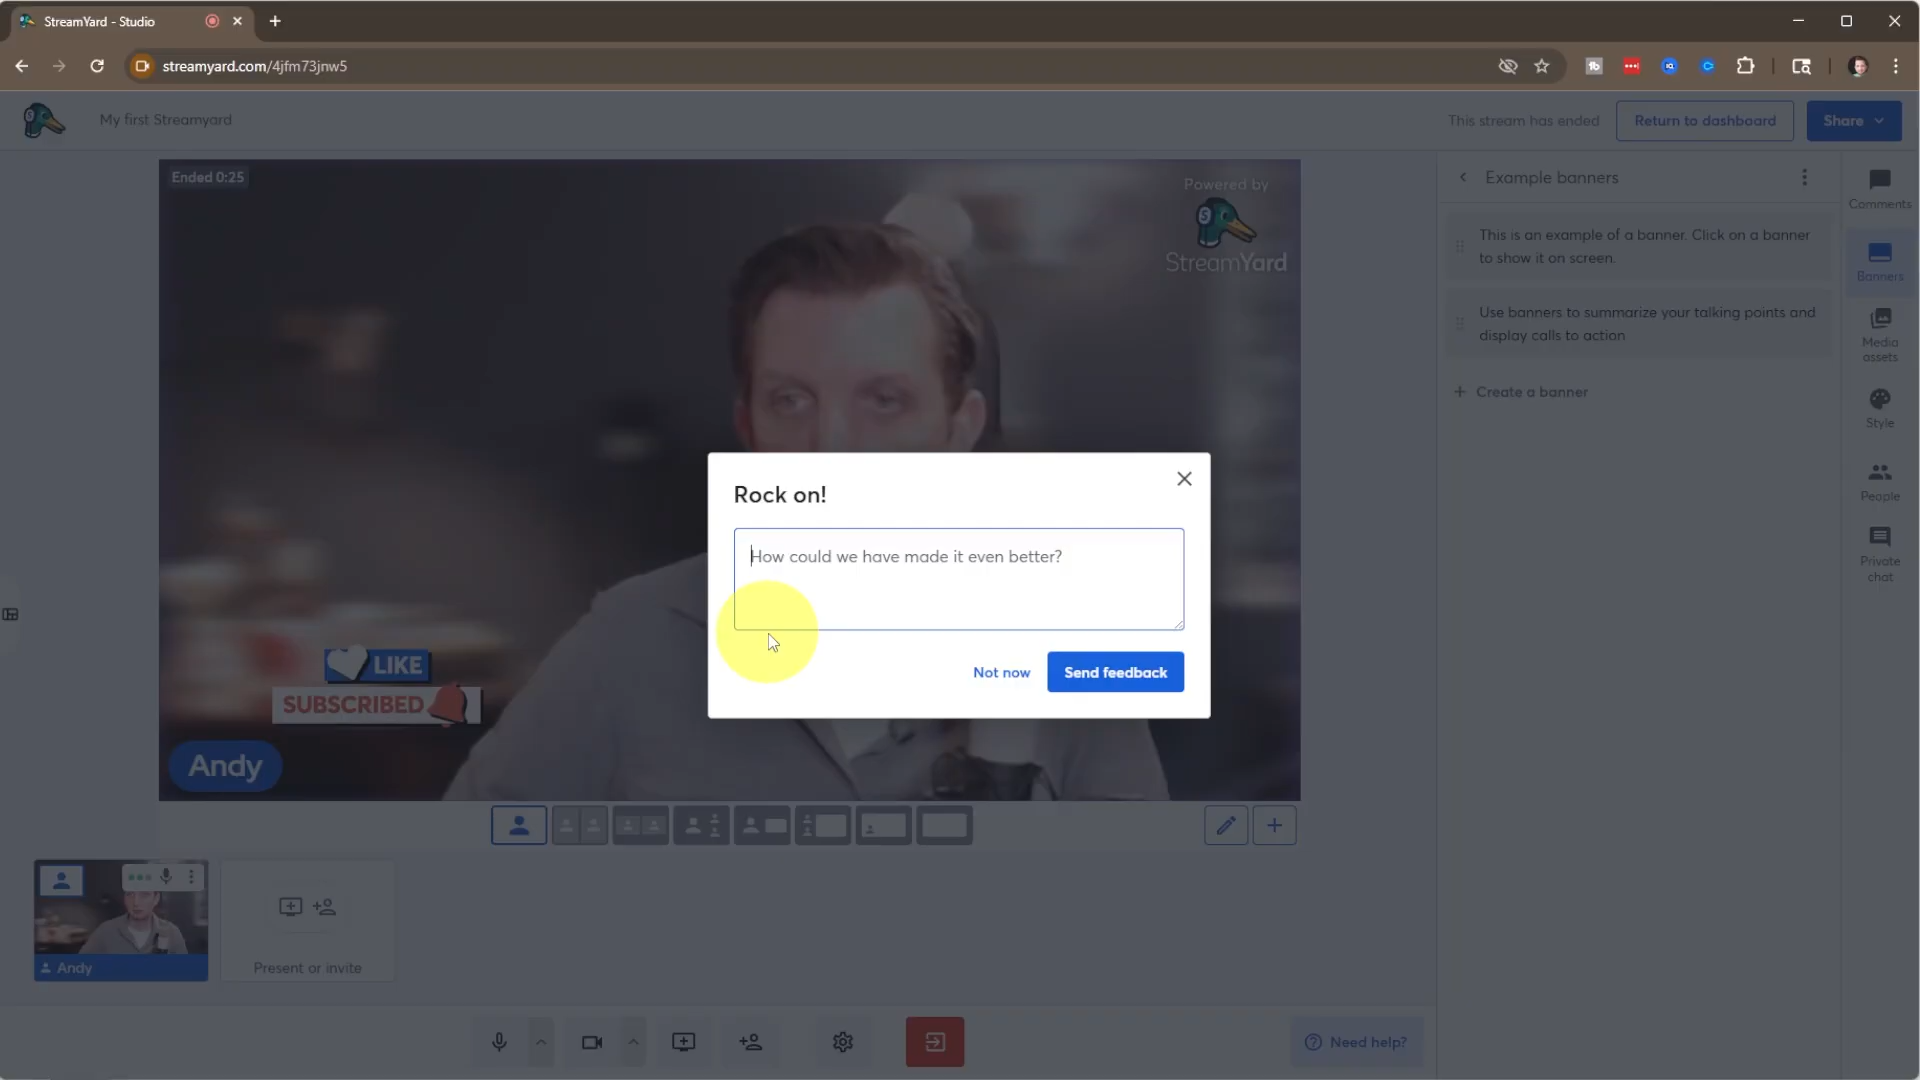 StreamYard - Studio
streamyard.com/4jfm73jnw5
My first Streamyard
This stream has ended
Return to dashboard
Share
Ended 0:25
Powered by
StreamYard
LIKE
SUBSCRIBED
Andy
Example banners
This is an example of a banner. Click on a banner
to show it on screen.
Use banners to summarize your talking points and
display calls to action
+ Create a banner
Comments
Banners
Media
assets
Style
People
Private
chat
Rock on!
How could we have made it even better?
Not now
Send feedback
Andy
Present or invite
Need help?